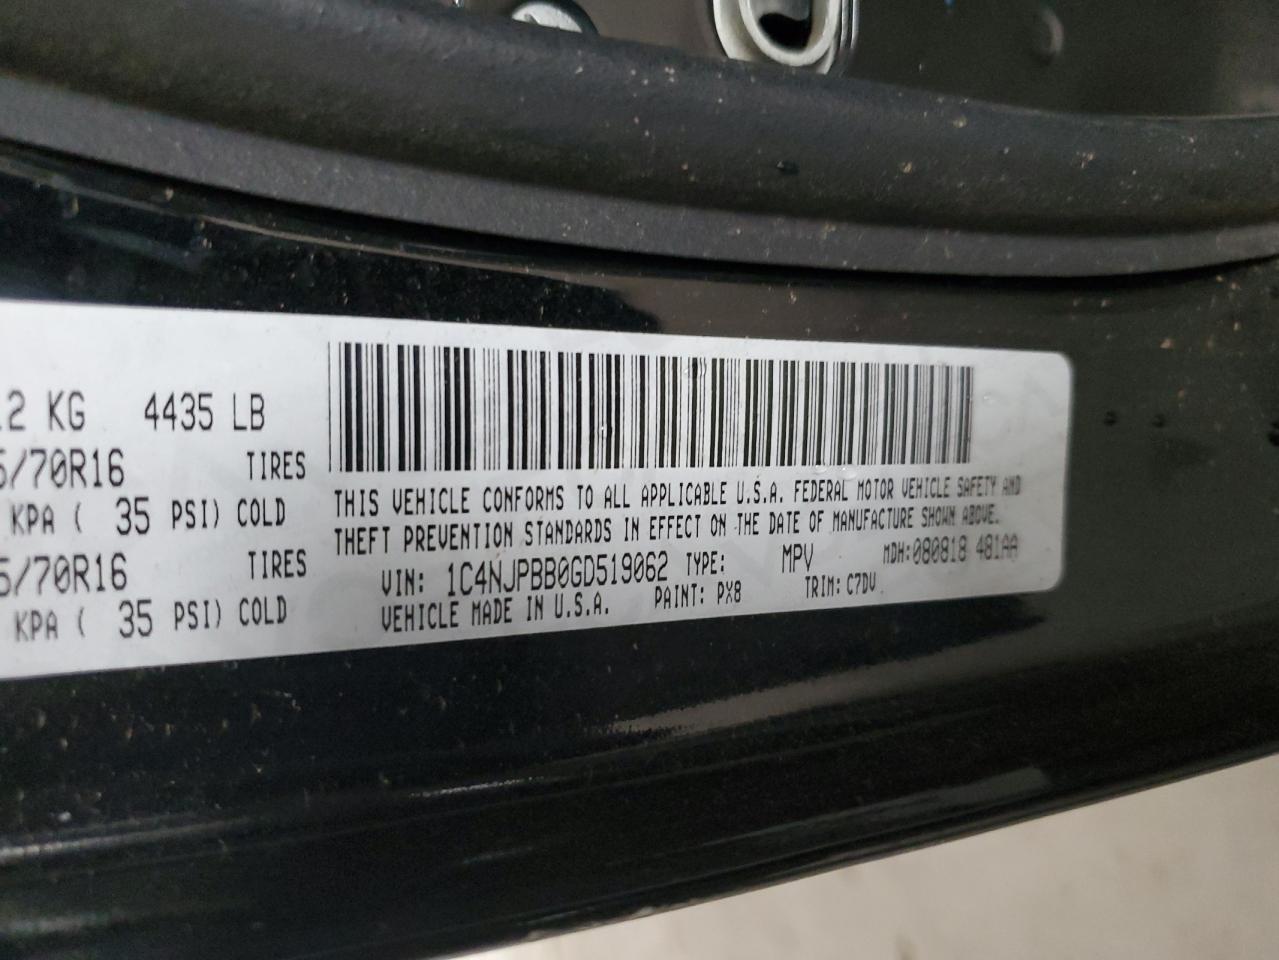 12 KG 4435 LB
5/70R16 TIRES
KPA ( 35 PSI) COLD
5/70R16 TIRES
KPA ( 35 PSI) COLD
THIS VEHICLE CONFORMS TO ALL APPLICABLE U.S.A. FEDERAL MOTOR VEHICLE SAFETY AND
THEFT PREVENTION STANDARDS IN EFFECT ON THE DATE OF MANUFACTURE SHOWN ABOVE.
VIN: 1C4NJPBB0GD519062 TYPE: MPV MDH:080818 481AA
VEHICLE MADE IN U.S.A. PAINT: PX8 TRIM: C7DV